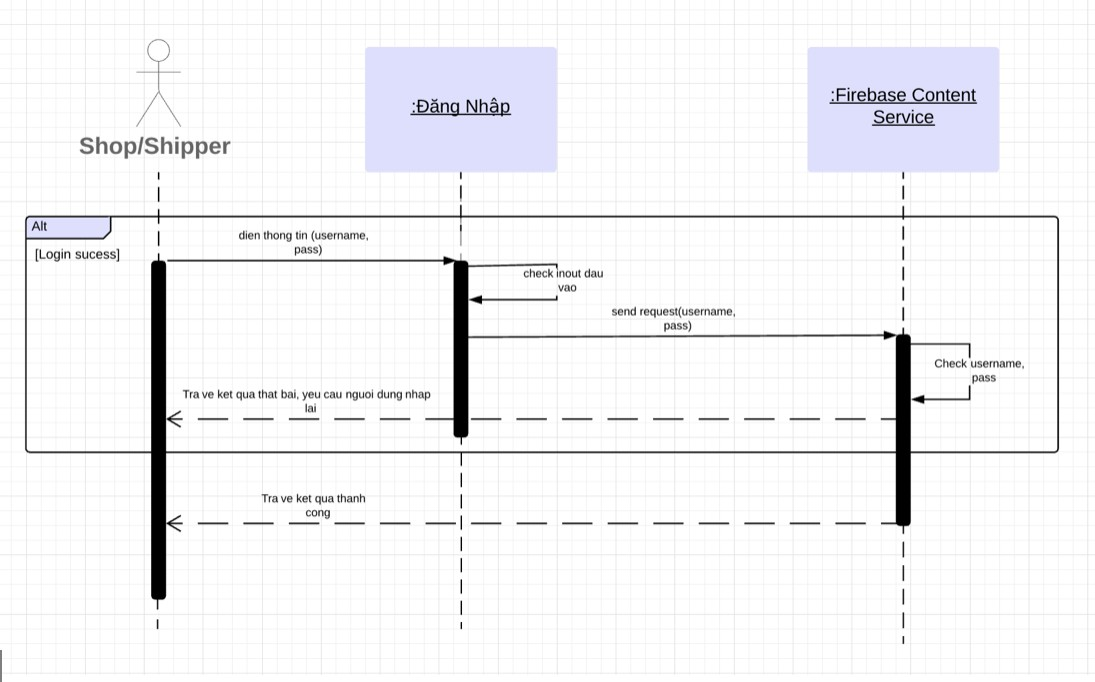 Shop/Shipper
:Đăng Nhập
:Firebase Content
Service
Alt
[Login sucess]
dien thong tin (username,
pass)
check inout dau
vao
send request(username,
pass)
Check username,
pass
Tra ve ket qua that bai, yeu cau nguoi dung nhap
lai
Tra ve ket qua thanh
cong